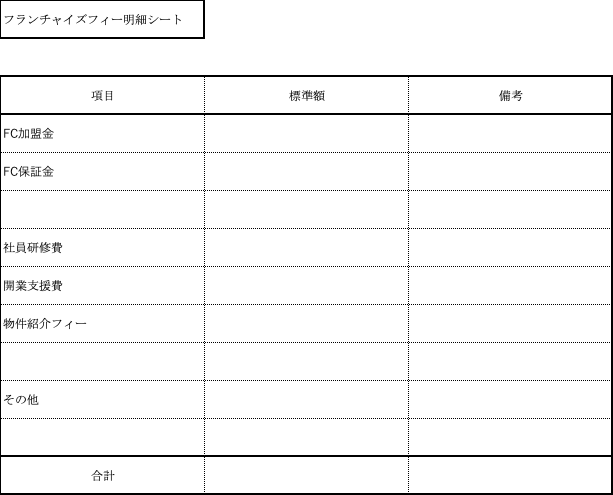 フランチャイズフィー明細シート
項目 標準額 備考
FC加盟金
FC保証金
社員研修費
開業支援費
物件紹介フィー
その他
合計